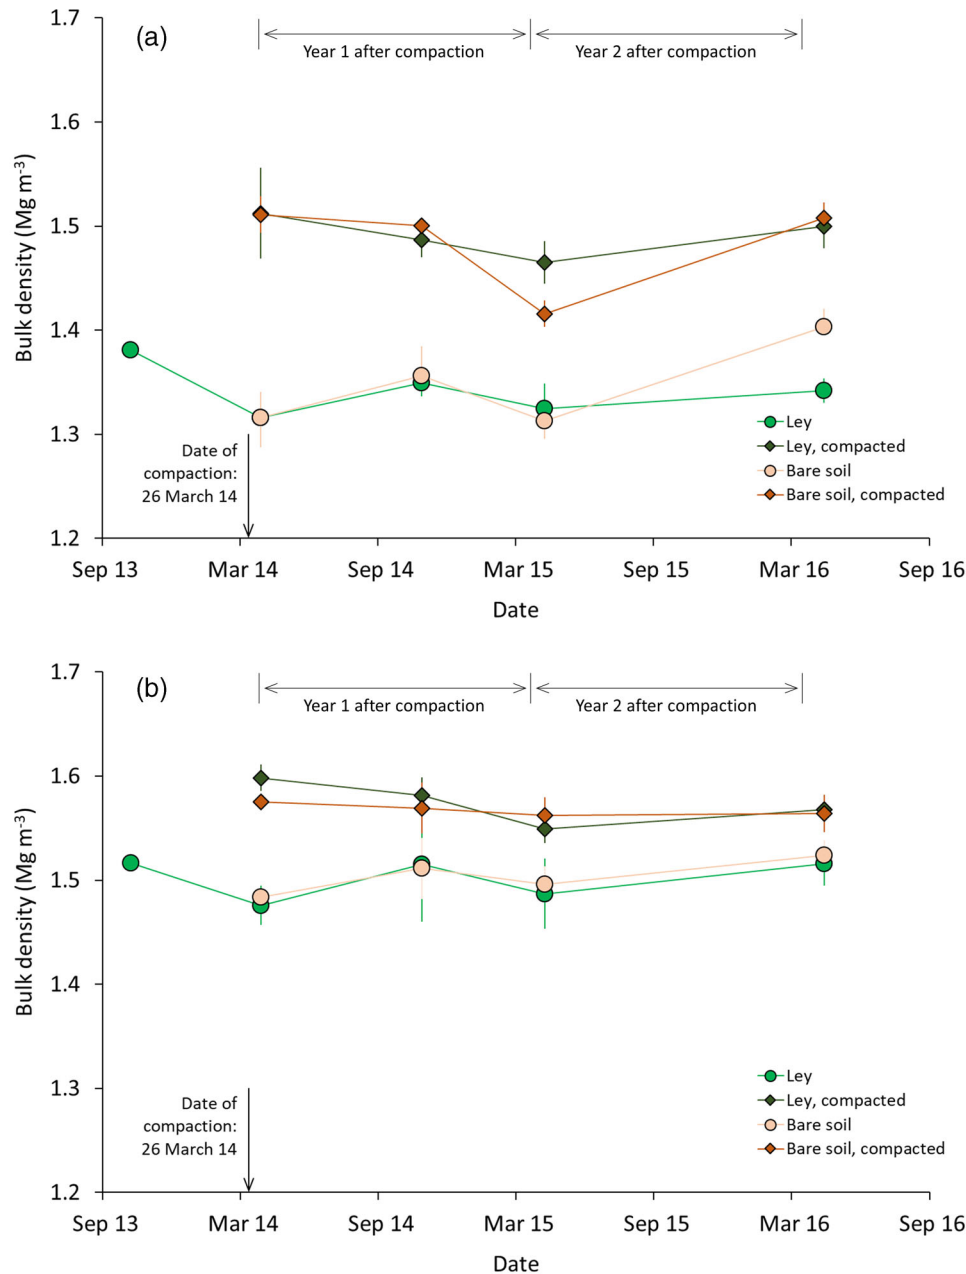 (a)
Year 1 after compaction
Year 2 after compaction
1.7
1.6
1.5
1.4
1.3
1.2
Bulk density (Mg m⁻³)
Date of
compaction:
26 March 14
Ley
Ley, compacted
Bare soil
Bare soil, compacted
Sep 13
Mar 14
Sep 14
Mar 15
Sep 15
Mar 16
Sep 16
Date
(b)
Year 1 after compaction
Year 2 after compaction
1.7
1.6
1.5
1.4
1.3
1.2
Bulk density (Mg m⁻³)
Date of
compaction:
26 March 14
Ley
Ley, compacted
Bare soil
Bare soil, compacted
Sep 13
Mar 14
Sep 14
Mar 15
Sep 15
Mar 16
Sep 16
Date